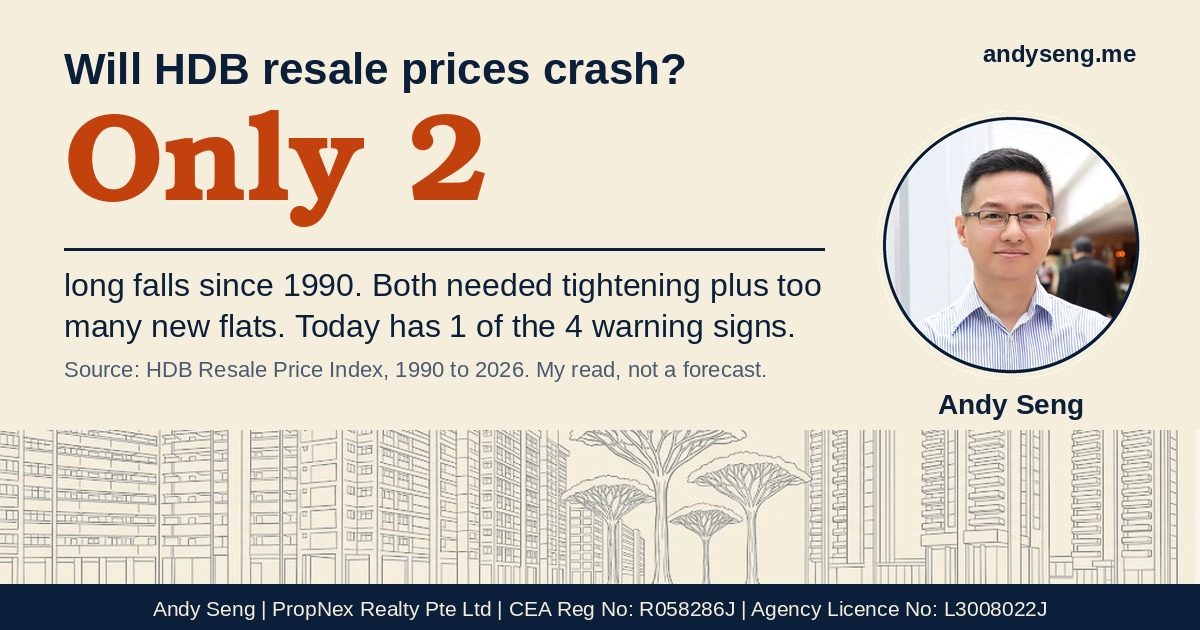 Will HDB resale prices crash?
andyseng.me
Only 2
long falls since 1990. Both needed tightening plus too
many new flats. Today has 1 of the 4 warning signs.
Source: HDB Resale Price Index, 1990 to 2026. My read, not a forecast.
Andy Seng
Andy Seng | PropNex Realty Pte Ltd | CEA Reg No: R058286J | Agency Licence No: L3008022J